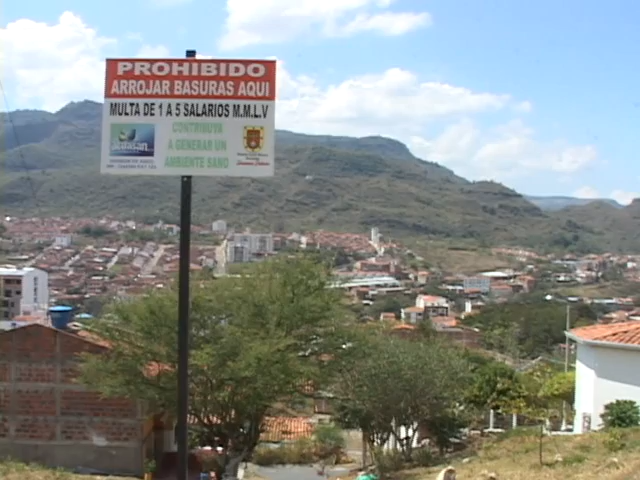 PROHIBIDO
ARROJAR BASURAS AQUI
MULTA DE 1 A 5 SALARIOS M.M.L.V
CONTRIBUYE
A GENERAR UN
AMBIENTE SANO